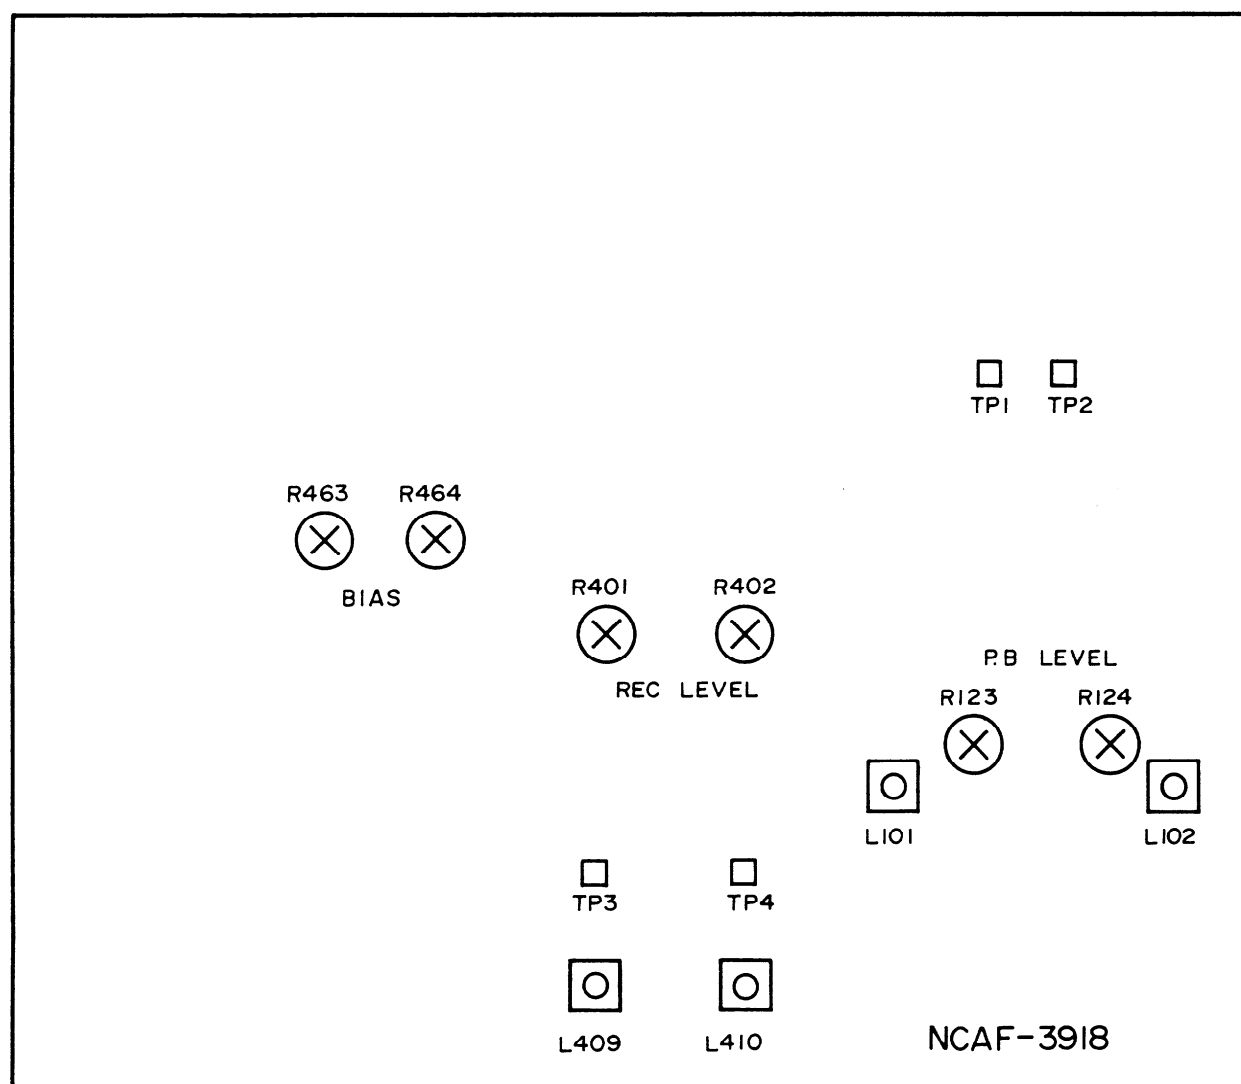 TP1 TP2
R463 R464
BIAS
R401 R402
REC LEVEL
P.B LEVEL
R123 R124
L101 L102
TP3 TP4
L409 L410
NCAF-3918